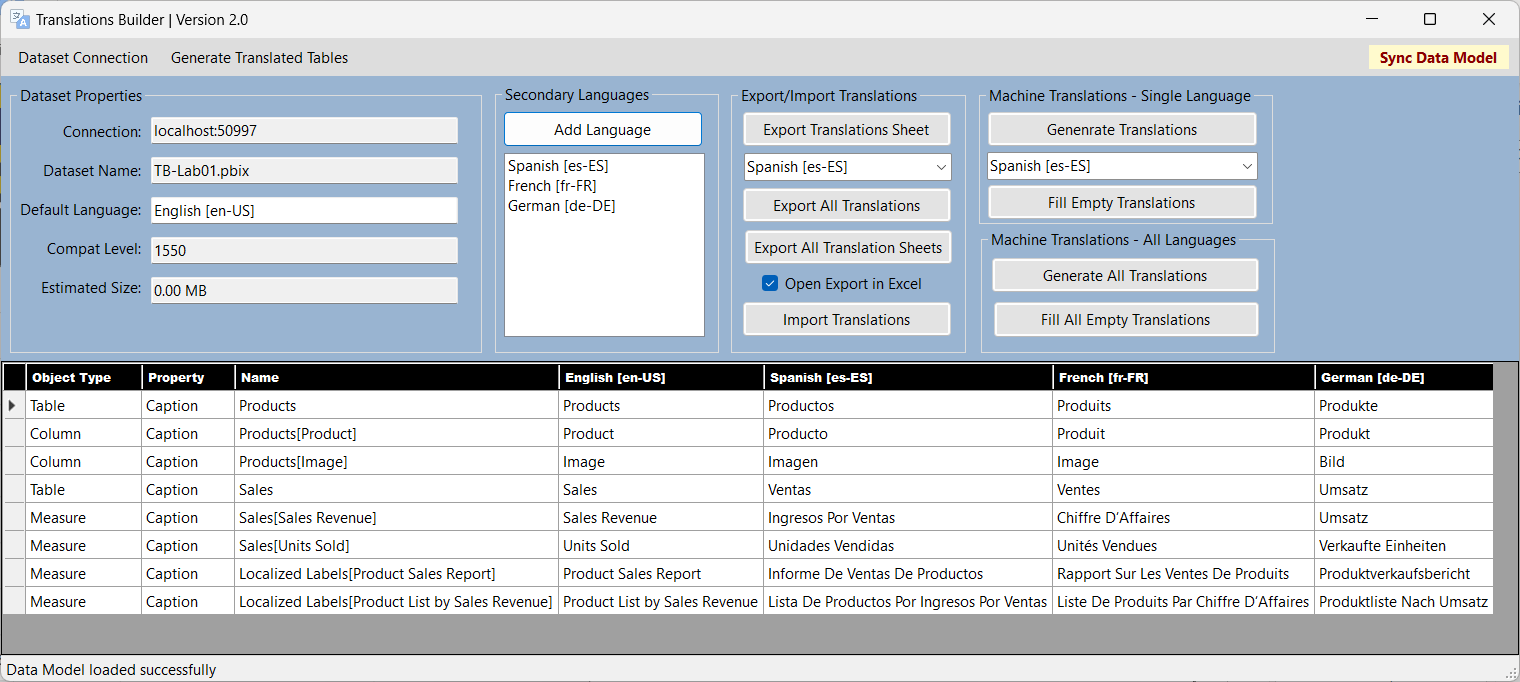 Translations Builder | Version 2.0
Dataset Connection Generate Translated Tables Sync Data Model
Dataset Properties
Connection: localhost:50997
Dataset Name: TB-Lab01.pbix
Default Language: English [en-US]
Compat Level: 1550
Estimated Size: 0.00 MB
Secondary Languages
Add Language
Spanish [es-ES]
French [fr-FR]
German [de-DE]
Export/Import Translations
Export Translations Sheet
Spanish [es-ES]
Export All Translations
Export All Translation Sheets
Open Export in Excel
Import Translations
Machine Translations - Single Language
Genenrate Translations
Spanish [es-ES]
Fill Empty Translations
Machine Translations - All Languages
Generate All Translations
Fill All Empty Translations
Object Type Property Name English [en-US] Spanish [es-ES] French [fr-FR] German [de-DE]
Table Caption Products Products Productos Produits Produkte
Column Caption Products[Product] Product Producto Produit Produkt
Column Caption Products[Image] Image Imagen Image Bild
Table Caption Sales Sales Ventas Ventes Umsatz
Measure Caption Sales[Sales Revenue] Sales Revenue Ingresos Por Ventas Chiffre D’Affaires Umsatz
Measure Caption Sales[Units Sold] Units Sold Unidades Vendidas Unités Vendues Verkaufte Einheiten
Measure Caption Localized Labels[Product Sales Report] Product Sales Report Informe De Ventas De Productos Rapport Sur Les Ventes De Produits Produktverkaufsbericht
Measure Caption Localized Labels[Product List by Sales Revenue] Product List by Sales Revenue Lista De Productos Por Ingresos Por Ventas Liste De Produits Par Chiffre D’Affaires Produktliste Nach Umsatz
Data Model loaded successfully